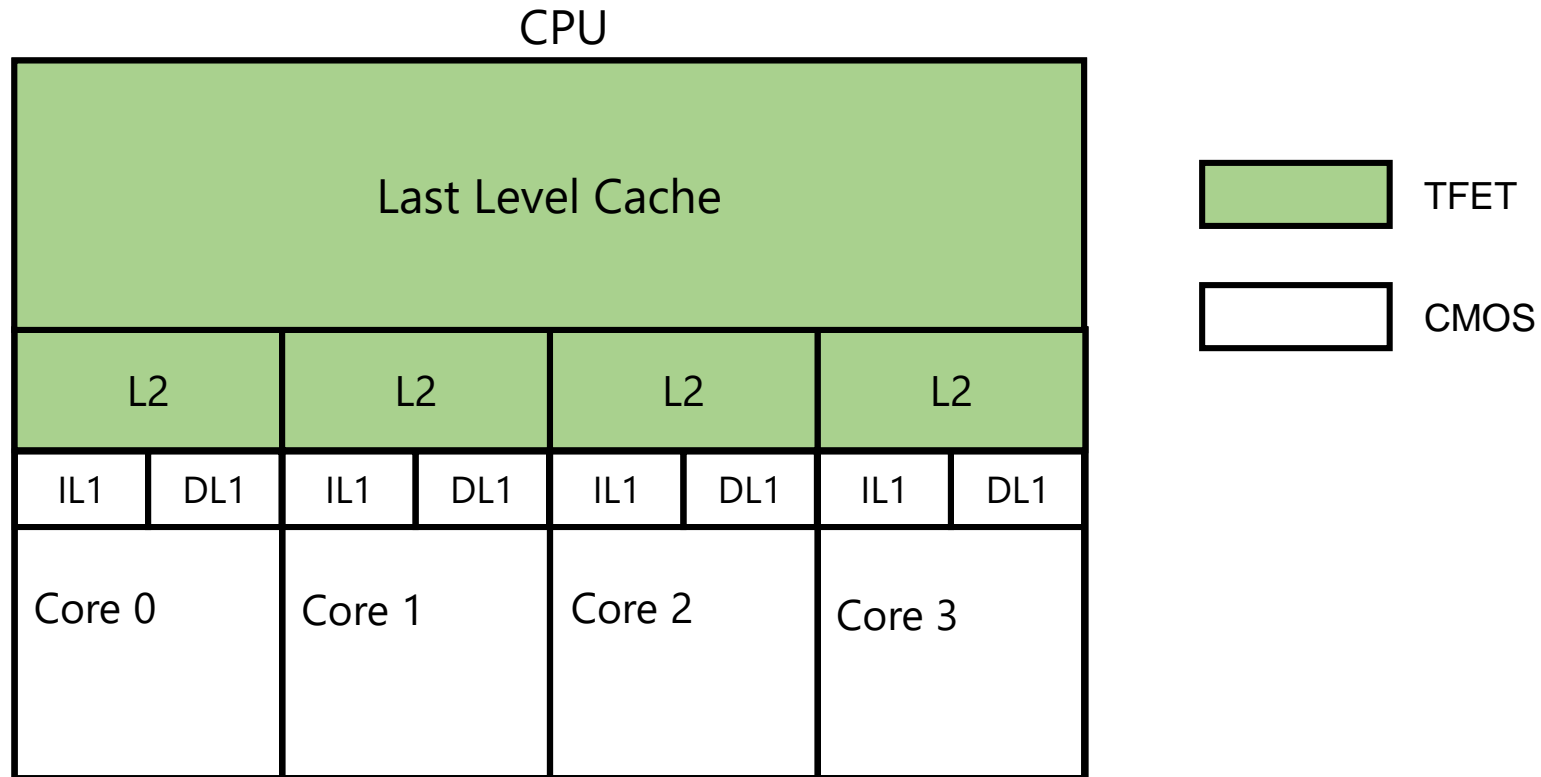 CPU
Last Level Cache
TFET
CMOS
L2 L2 L2 L2
IL1 DL1 IL1 DL1 IL1 DL1 IL1 DL1
Core 0 Core 1 Core 2 Core 3